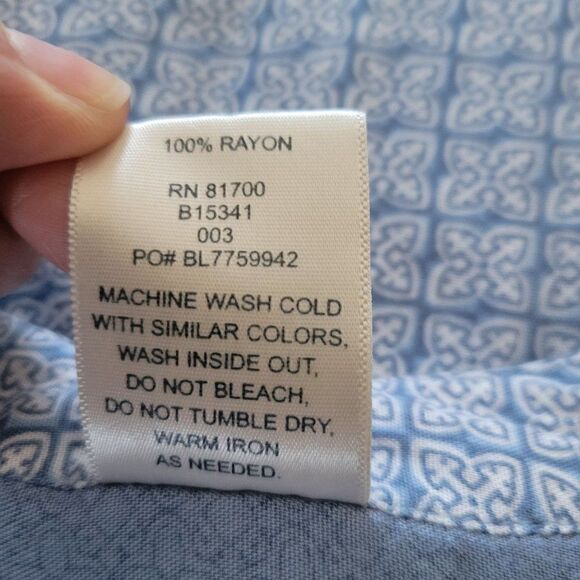 100% RAYON
RN 81700
B15341
003
PO# BL7759942
MACHINE WASH COLD
WITH SIMILAR COLORS,
WASH INSIDE OUT,
DO NOT BLEACH,
DO NOT TUMBLE DRY,
WARM IRON
AS NEEDED.